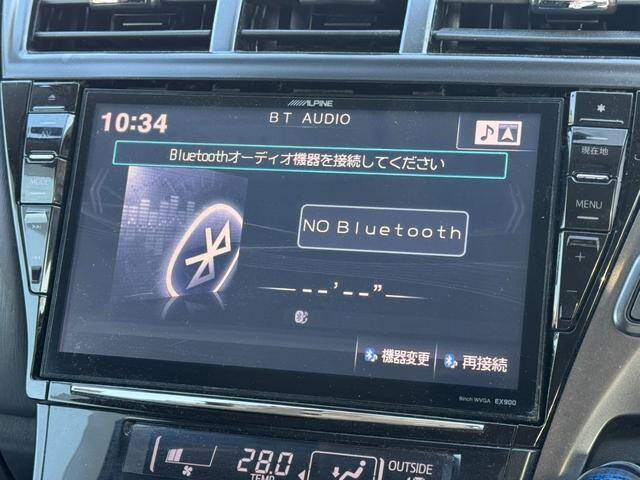 ALPINE
10:34
BT AUDIO
Bluetoothオーディオ機器を接続してください
NO Bluetooth
--'--"
機器変更
再接続
9inch WVGA EX900
MODE
現在地
MENU
+
28.0
TEMP
OUTSIDE